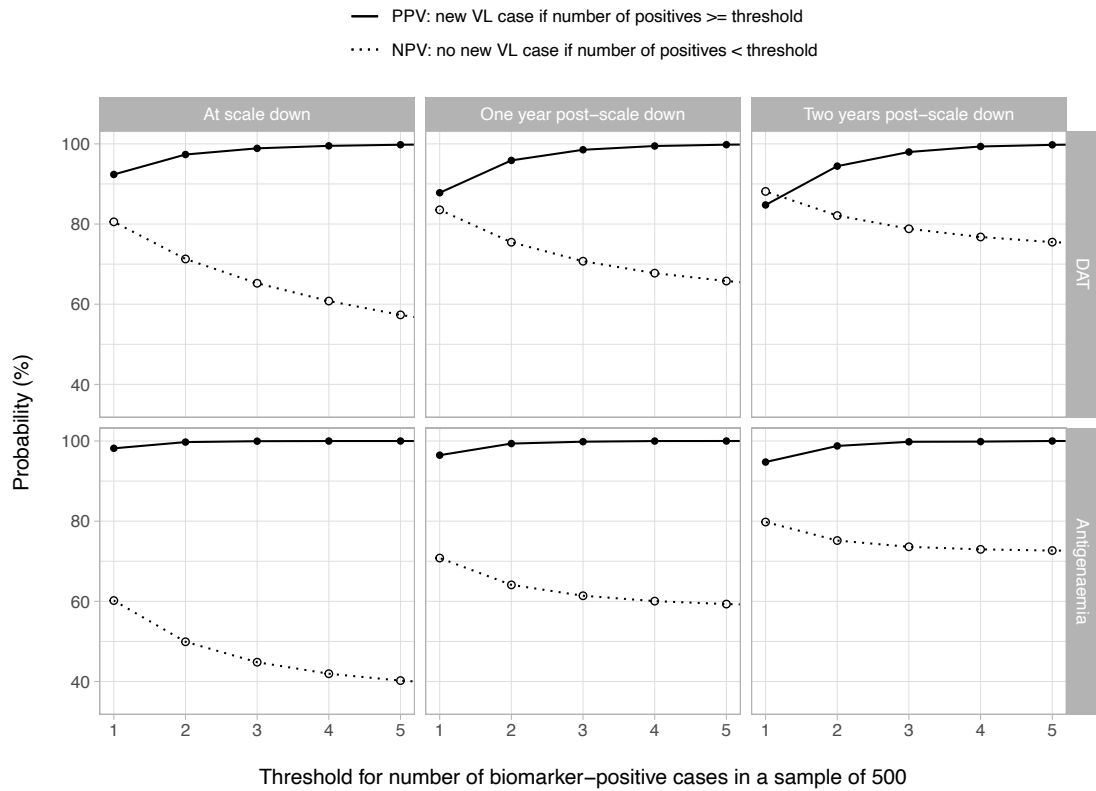 PPV: new VL case if number of positives >= threshold
NPV: no new VL case if number of positives < threshold
At scale down
One year post−scale down
Two years post−scale down
100
80
60
40
DAT
Probability (%)
100
80
60
40
Antigenaemia
1 2 3 4 5
1 2 3 4 5
1 2 3 4 5
Threshold for number of biomarker−positive cases in a sample of 500